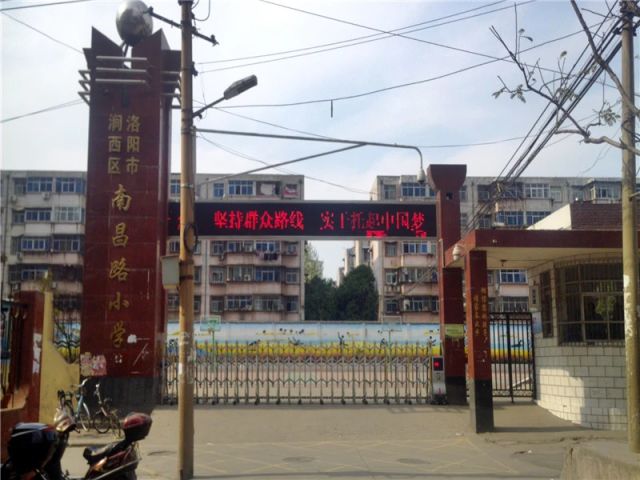 洛阳市
涧西区
南昌路小学
坚持群众路线 实干托起中国梦